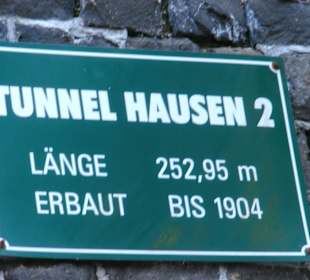 TUNNEL HAUSEN 2
LÄNGE 252,95 m
ERBAUT BIS 1904